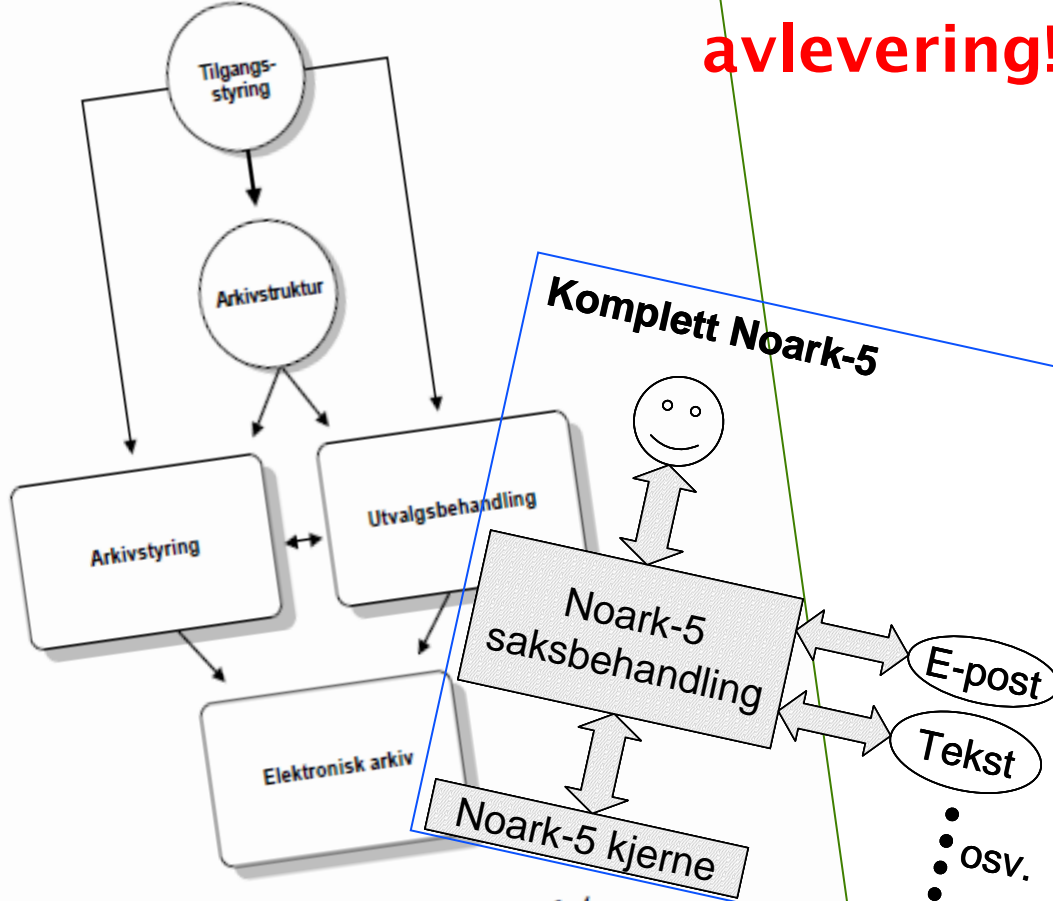 avlevering!
Tilgangs-
styring
Arkivstruktur
Komplett Noark-5
Utvalgsbehandling
Arkivstyring
Noark-5
saksbehandling
E-post
Tekst
Elektronisk arkiv
Noark-5 kjerne
osv.